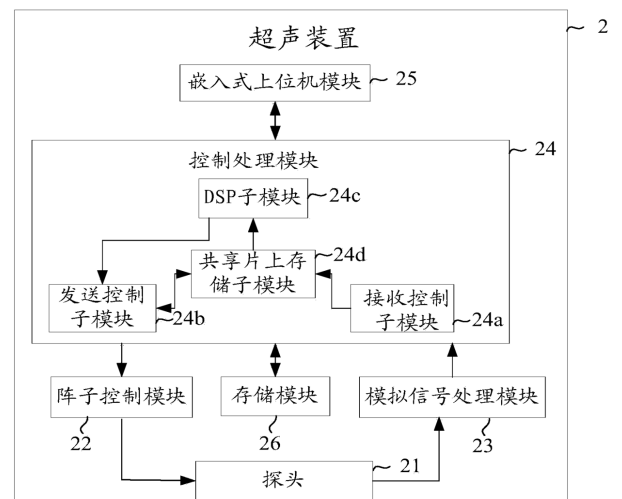 超声装置
2
嵌入式上位机模块
25
控制处理模块
24
DSP子模块
24c
共享片上存
储子模块
24d
发送控制
子模块
24b
接收控制
子模块
24a
阵子控制模块
22
存储模块
26
模拟信号处理模块
23
探头
21